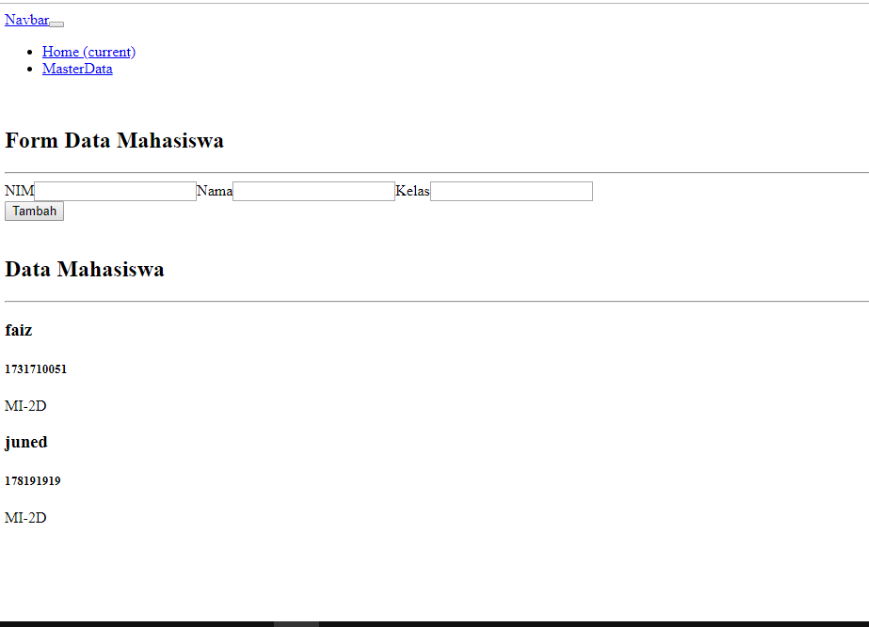 Navbar
Home (current)
MasterData
Form Data Mahasiswa
NIM Nama Kelas
Tambah
Data Mahasiswa
faiz
1731710051
MI-2D
juned
178191919
MI-2D